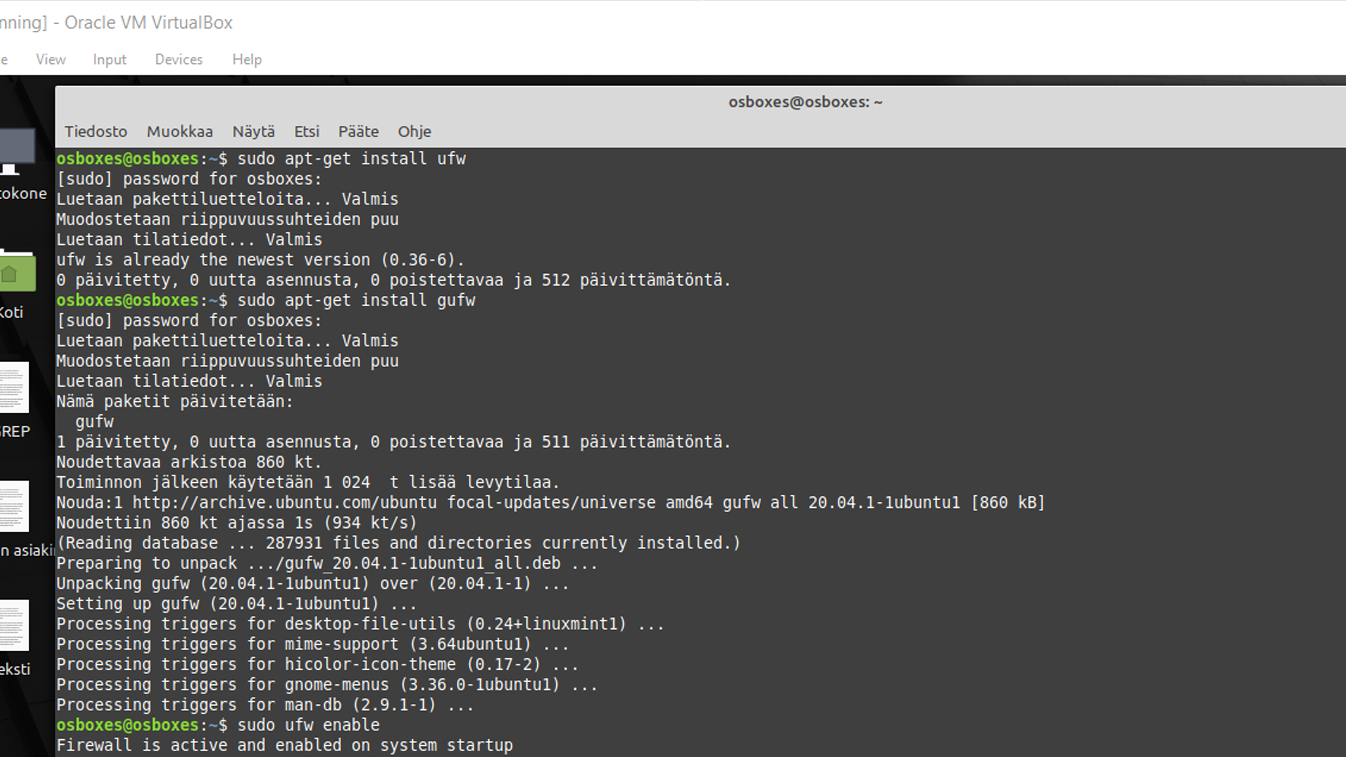 nning] - Oracle VM VirtualBox
e View Input Devices Help
osboxes@osboxes: ~
Tiedosto Muokkaa Näytä Etsi Pääte Ohje
osboxes@osboxes:~$ sudo apt-get install ufw
[sudo] password for osboxes:
Luetaan pakettiluetteloita... Valmis
Muodostetaan riippuvuussuhteiden puu
Luetaan tilatiedot... Valmis
ufw is already the newest version (0.36-6).
0 päivitetty, 0 uutta asennusta, 0 poistettavaa ja 512 päivittämätöntä.
osboxes@osboxes:~$ sudo apt-get install gufw
[sudo] password for osboxes:
Luetaan pakettiluetteloita... Valmis
Muodostetaan riippuvuussuhteiden puu
Luetaan tilatiedot... Valmis
Nämä paketit päivitetään:
  gufw
1 päivitetty, 0 uutta asennusta, 0 poistettavaa ja 511 päivittämätöntä.
Noudettavaa arkistoa 860 kt.
Toiminnon jälkeen käytetään 1 024  t lisää levytilaa.
Nouda:1 http://archive.ubuntu.com/ubuntu focal-updates/universe amd64 gufw all 20.04.1-1ubuntu1 [860 kB]
Noudettiin 860 kt ajassa 1s (934 kt/s)
(Reading database ... 287931 files and directories currently installed.)
Preparing to unpack .../gufw_20.04.1-1ubuntu1_all.deb ...
Unpacking gufw (20.04.1-1ubuntu1) over (20.04.1-1) ...
Setting up gufw (20.04.1-1ubuntu1) ...
Processing triggers for desktop-file-utils (0.24+linuxmint1) ...
Processing triggers for mime-support (3.64ubuntu1) ...
Processing triggers for hicolor-icon-theme (0.17-2) ...
Processing triggers for gnome-menus (3.36.0-1ubuntu1) ...
Processing triggers for man-db (2.9.1-1) ...
osboxes@osboxes:~$ sudo ufw enable
Firewall is active and enabled on system startup
okone
Koti
GREP
n asiakin
eksti